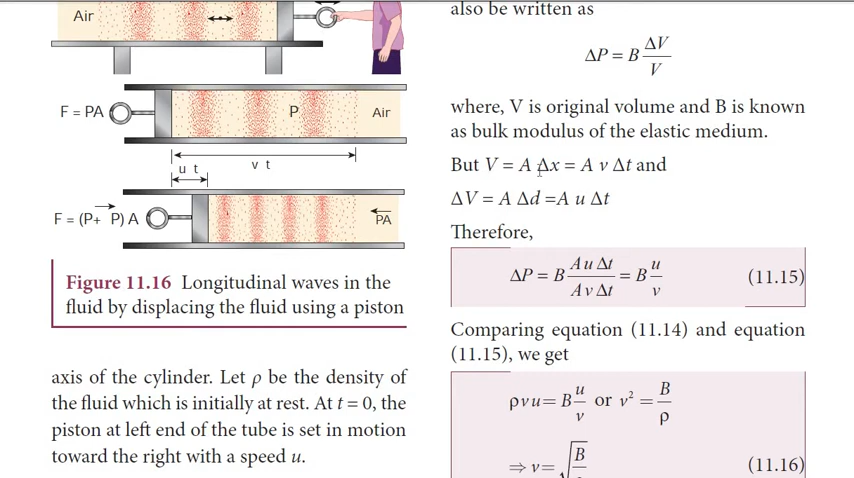 Air
F = PA
P
Air
v t
u t
F = (P+ P) A
PA
Figure 11.16 Longitudinal waves in the
fluid by displacing the fluid using a piston
axis of the cylinder. Let ρ be the density of
the fluid which is initially at rest. At t = 0, the
piston at left end of the tube is set in motion
toward the right with a speed u.
also be written as
ΔP = B ΔV/V
where, V is original volume and B is known
as bulk modulus of the elastic medium.
But V = A Δx = A v Δt and
ΔV = A Δd =A u Δt
Therefore,
ΔP = B Au Δt/Av Δt = B u/v (11.15)
Comparing equation (11.14) and equation
(11.15), we get
ρvu= B u/v or v² = B/ρ
⇒ v= √B (11.16)